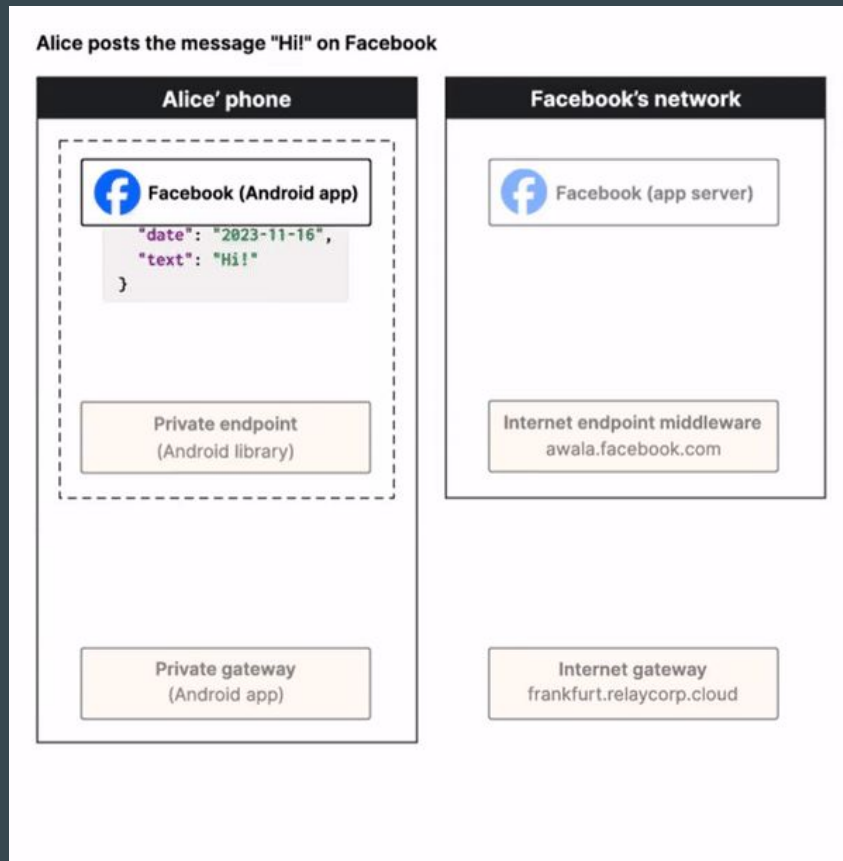 Alice posts the message "Hi!" on Facebook
Alice' phone
Facebook (Android app)
"date": "2023-11-16",
"text": "Hi!"
}
Private endpoint
(Android library)
Private gateway
(Android app)
Facebook's network
Facebook (app server)
Internet endpoint middleware
awala.facebook.com
Internet gateway
frankfurt.relaycorp.cloud